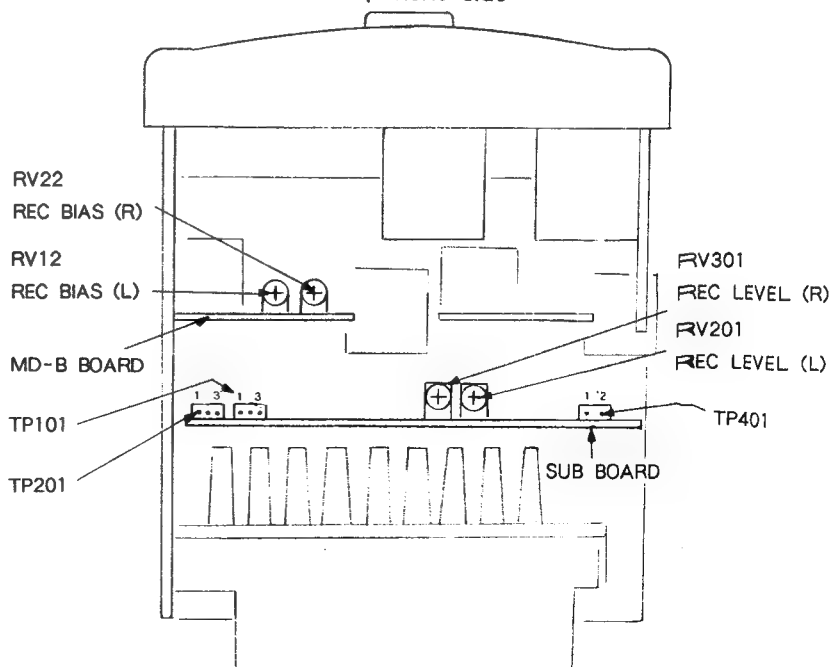 RV22
REC BIAS (R)
RV12
REC BIAS (L)
MD-B BOARD
TP101
TP201
1 3 1 3
RV301
REC LEVEL (R)
RV201
REC LEVEL (L)
1 2
TP401
SUB BOARD